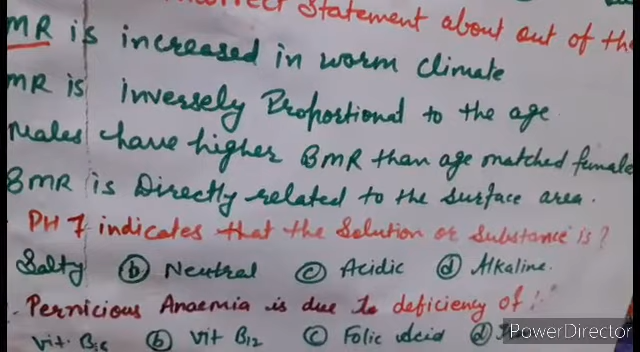 incorrect Statement about out of the
MR is increased in worm climate
MR is inversely Proportional to the age
Males have higher BMR than age matched female
BMR is Directly related to the surface area.
PH 7 indicates that the Solution or substance is?
Salty (b) Neutral (c) Acidic (d) Alkaline.
Pernicious Anaemia is due to deficiency of :-
Vit. (b) Vit B12 (c) Folic Acid (d)
PowerDirector